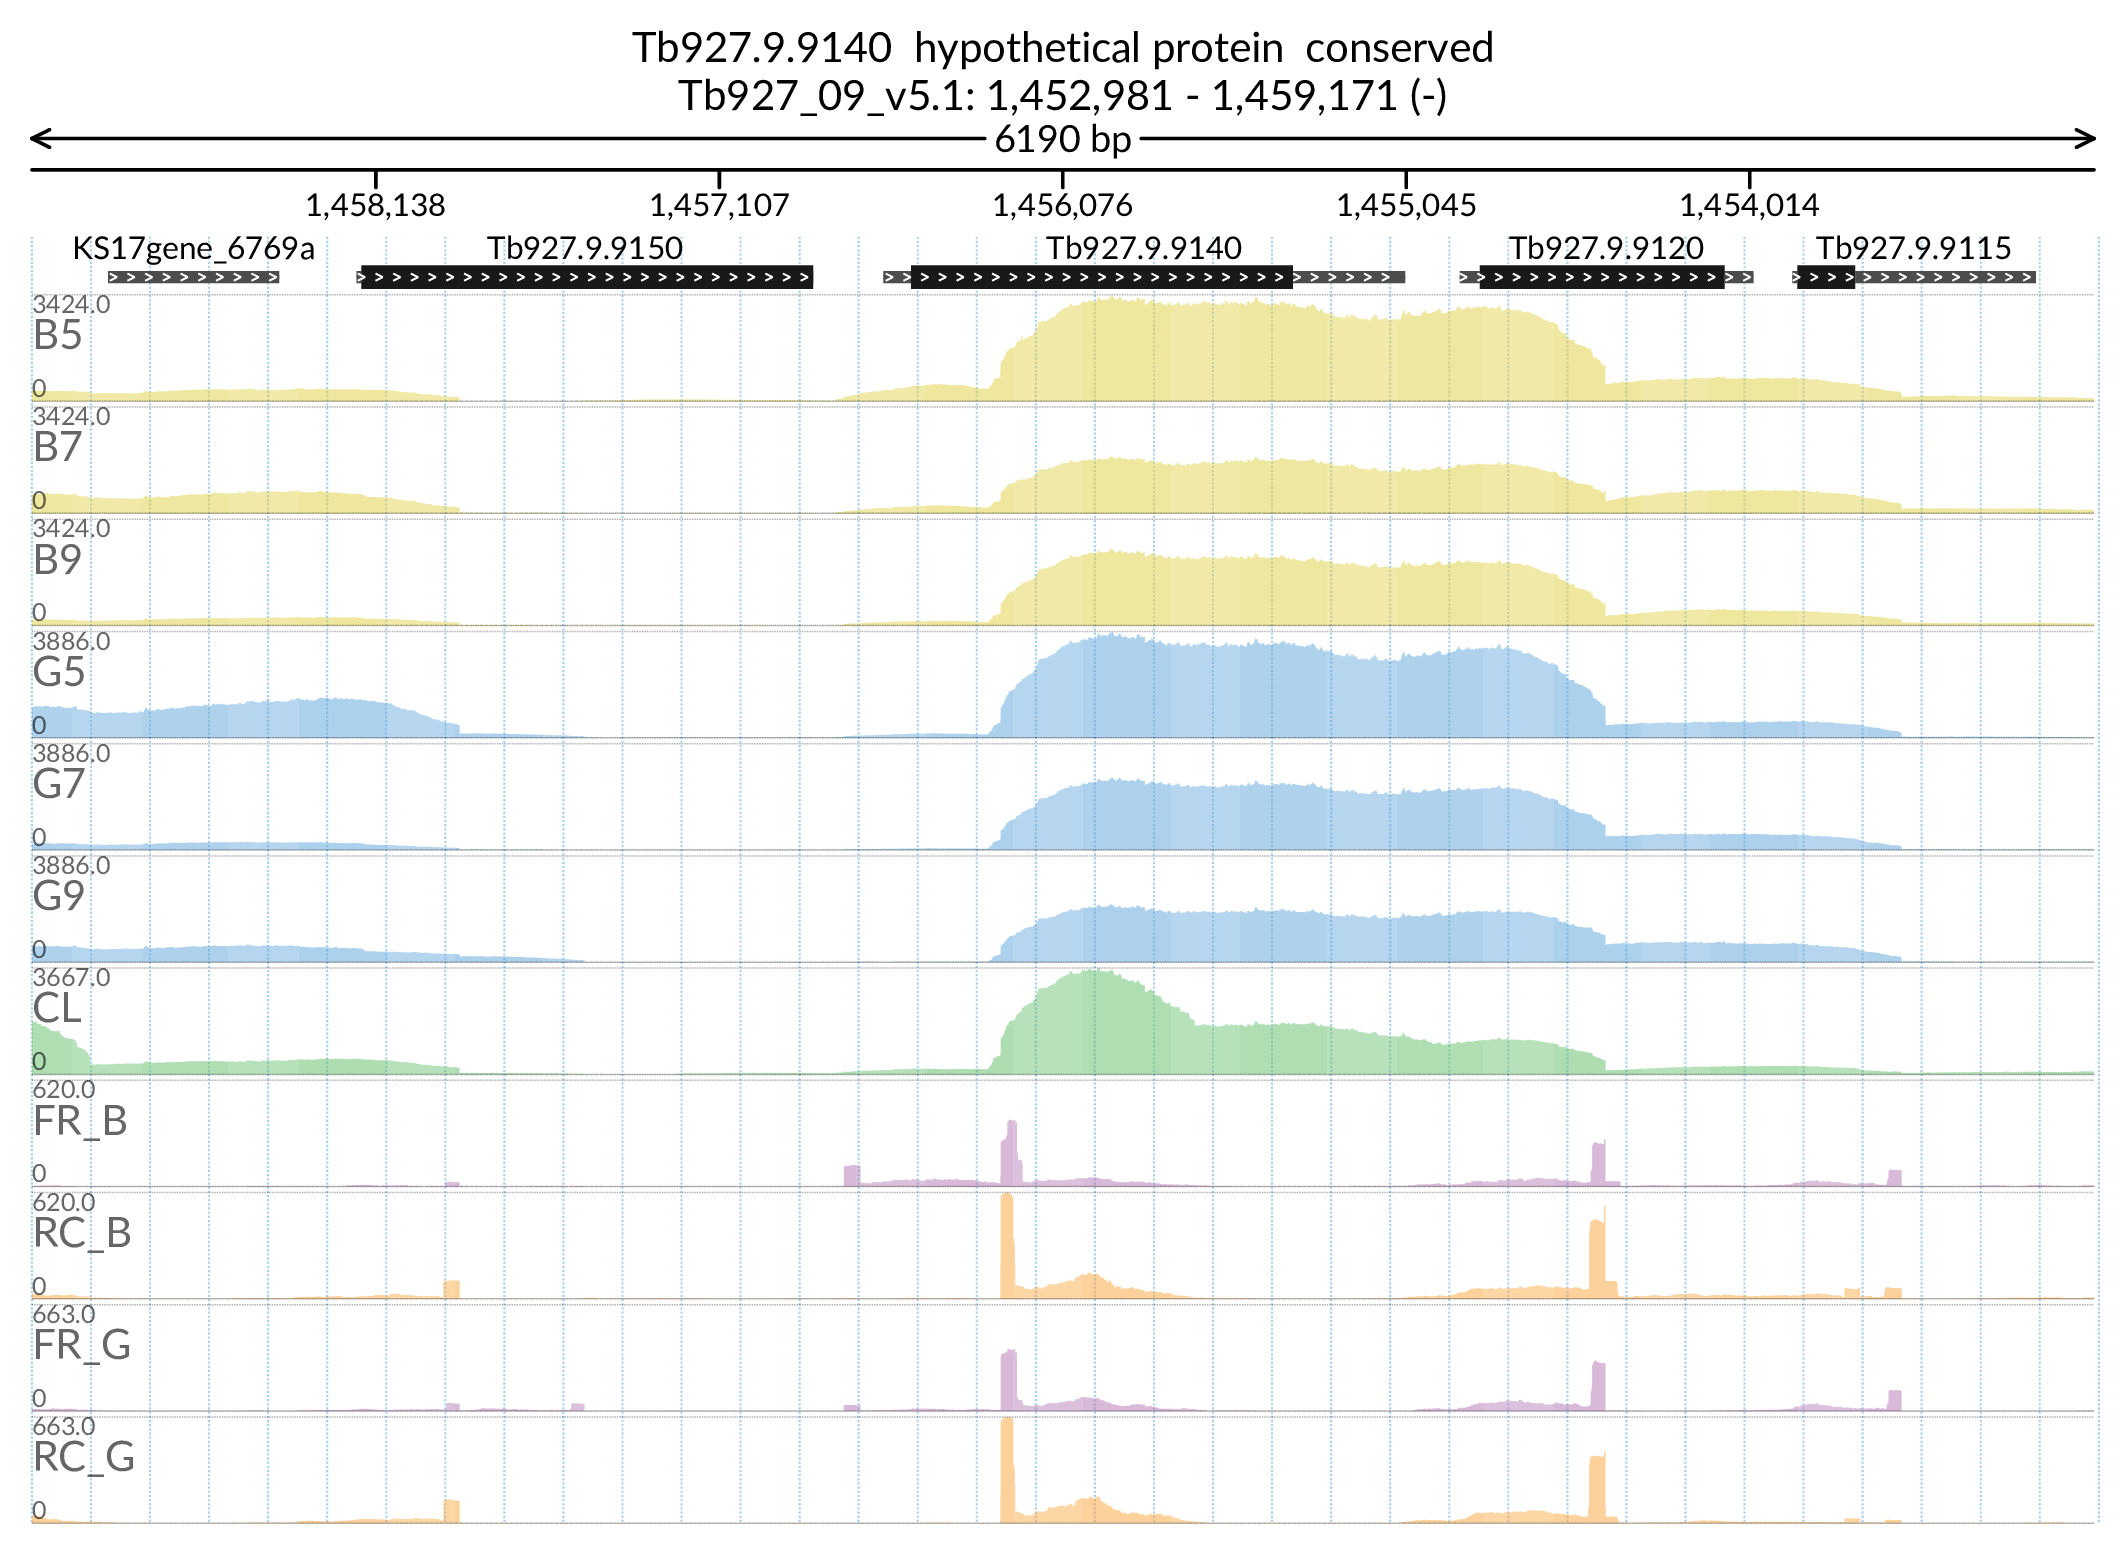 Tb927.9.9140 hypothetical protein conserved
Tb927_09_v5.1: 1,452,981 - 1,459,171 (-)
6190 bp
1,458,138 1,457,107 1,456,076 1,455,045 1,454,014
KS17gene_6769a Tb927.9.9150 Tb927.9.9140 Tb927.9.9120 Tb927.9.9115
3424.0
B5
0
3424.0
B7
0
3424.0
B9
0
3886.0
G5
0
3886.0
G7
0
3886.0
G9
0
3667.0
CL
0
620.0
FR_B
0
620.0
RC_B
0
663.0
FR_G
0
663.0
RC_G
0